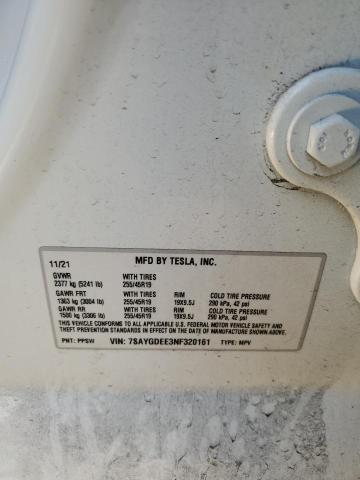 11/21 MFD BY TESLA, INC.
GVWR WITH TIRES
2377 kg (5241 lb) 255/45R19
GAWR FRT WITH TIRES RIM COLD TIRE PRESSURE
1363 kg (3004 lb) 255/45R19 19X9.5J 290 kPa, 42 psi
GAWR RR WITH TIRES RIM COLD TIRE PRESSURE
1500 kg (3306 lb) 255/45R19 19X9.5J 290 kPa, 42 psi
THIS VEHICLE CONFORMS TO ALL APPLICABLE U.S. FEDERAL MOTOR VEHICLE SAFETY AND
THEFT PREVENTION STANDARDS IN EFFECT ON THE DATE OF MANUFACTURE SHOWN ABOVE.
PNT: PPSW VIN: 7SAYGDEE3NF320161 TYPE: MPV